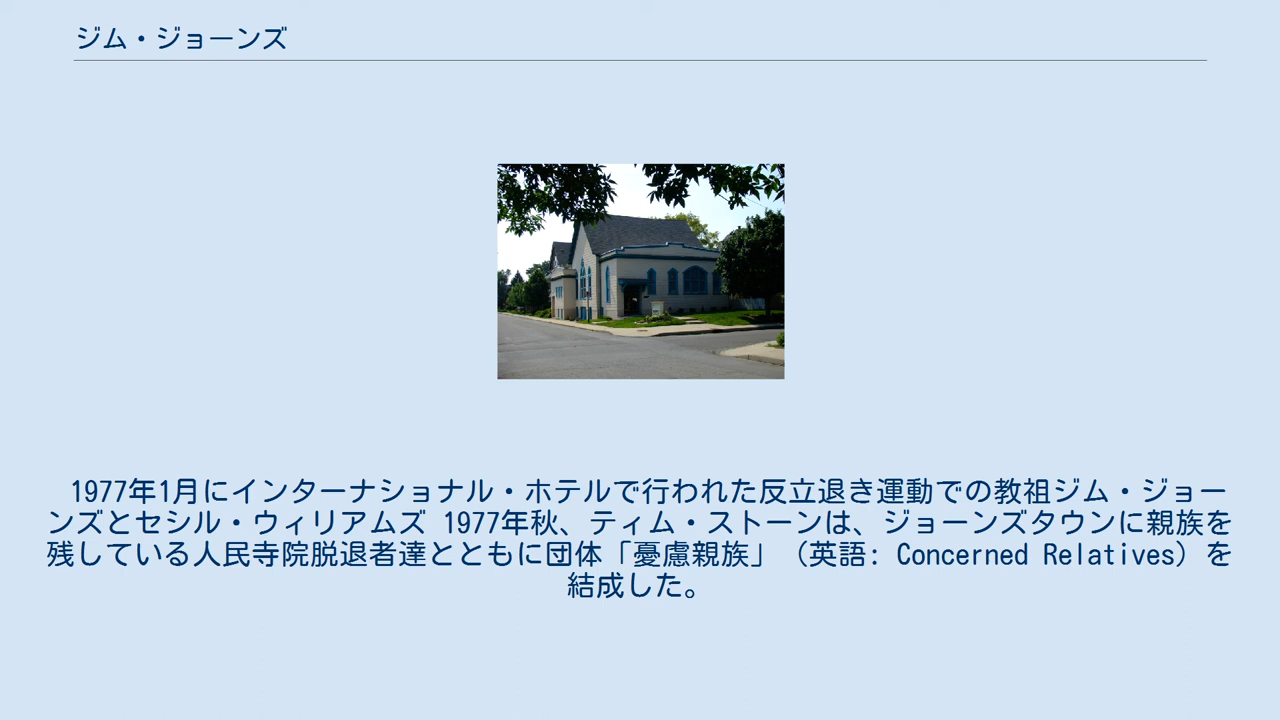 ジム・ジョーンズ
1977年1月にインターナショナル・ホテルで行われた反立退き運動での教祖ジム・ジョー
ンズとセシル・ウィリアムズ 1977年秋、ティム・ストーンは、ジョーンズタウンに親族を
残している人民寺院脱退者達とともに団体「憂慮親族」（英語: Concerned Relatives）を
結成した。